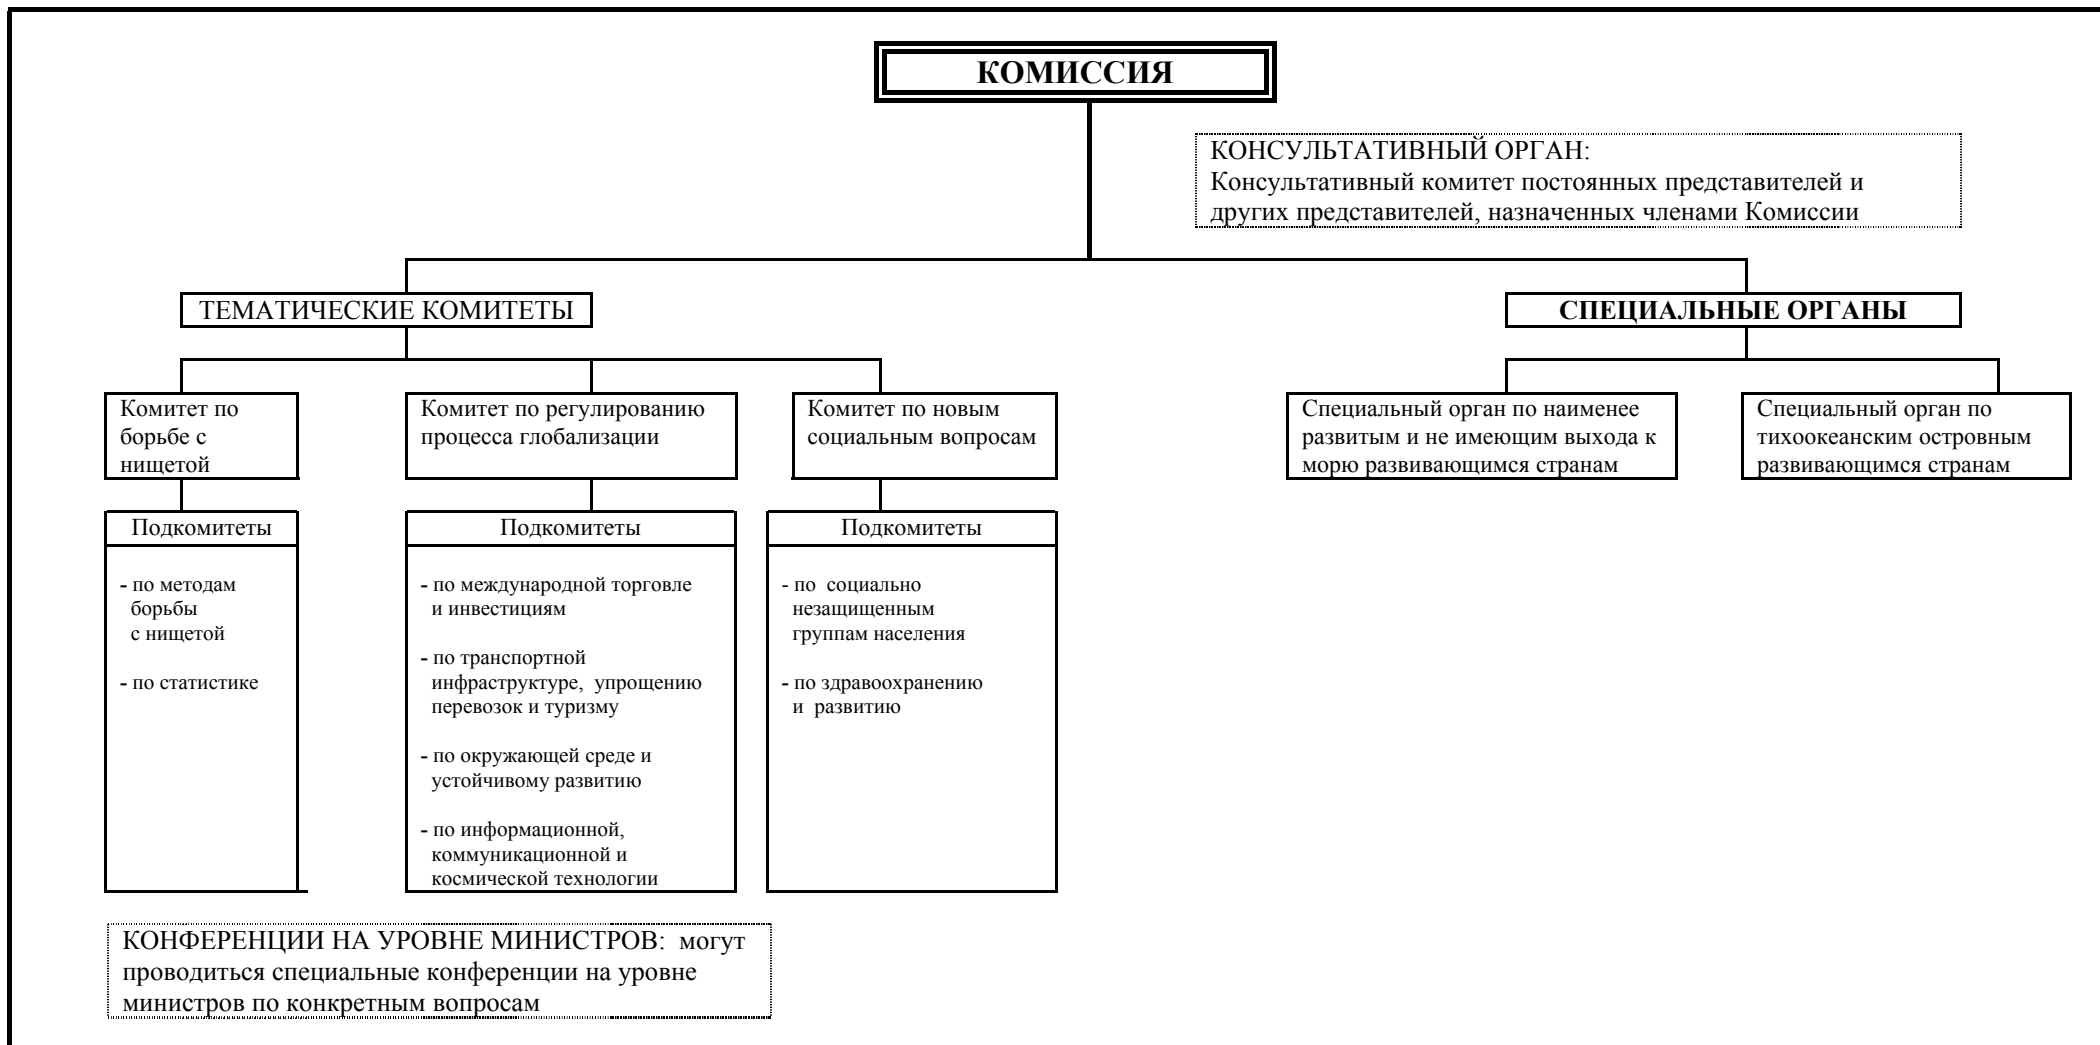 КОМИССИЯ
КОНСУЛЬТАТИВНЫЙ ОРГАН:
Консультативный комитет постоянных представителей и
других представителей, назначенных членами Комиссии
ТЕМАТИЧЕСКИЕ КОМИТЕТЫ
СПЕЦИАЛЬНЫЕ ОРГАНЫ
Комитет по
борьбе с
нищетой
Комитет по регулированию
процесса глобализации
Комитет по новым
социальным вопросам
Специальный орган по наименее
развитым и не имеющим выхода к
морю развивающимся странам
Специальный орган по
тихоокеанским островным
развивающимся странам
Подкомитеты
- по методам
борьбы
с нищетой
- по статистике
Подкомитеты
- по международной торговле
и инвестициям
- по транспортной
инфраструктуре, упрощению
перевозок и туризму
- по окружающей среде и
устойчивому развитию
- по информационной,
коммуникационной и
космической технологии
Подкомитеты
- по социально
незащищенным
группам населения
- по здравоохранению
и развитию
КОНФЕРЕНЦИИ НА УРОВНЕ МИНИСТРОВ: могут
проводиться специальные конференции на уровне
министров по конкретным вопросам